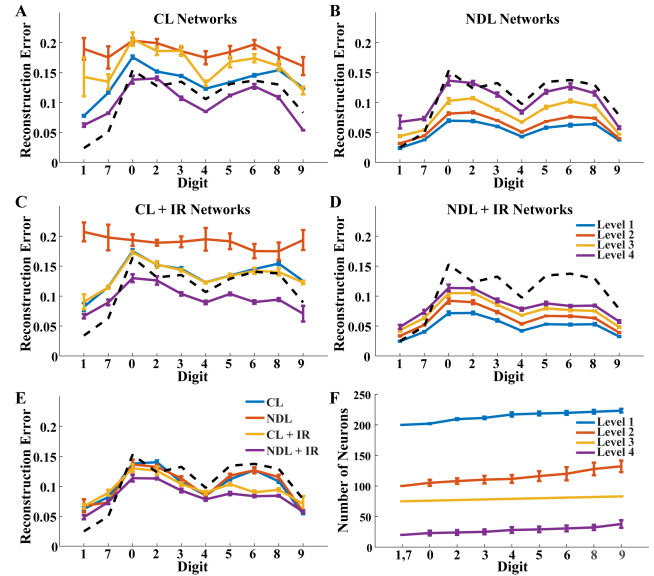 A
CL Networks
Reconstruction Error
0.2
0.15
0.1
0.05
0
1 7 0 2 3 4 5 6 8 9
Digit
B
NDL Networks
Reconstruction Error
0.2
0.15
0.1
0.05
0
1 7 0 2 3 4 5 6 8 9
Digit
C
CL + IR Networks
Reconstruction Error
0.2
0.15
0.1
0.05
0
1 7 0 2 3 4 5 6 8 9
Digit
D
NDL + IR Networks
Level 1
Level 2
Level 3
Level 4
Reconstruction Error
0.2
0.15
0.1
0.05
0
1 7 0 2 3 4 5 6 8 9
Digit
E
CL
NDL
CL + IR
NDL + IR
Reconstruction Error
0.2
0.15
0.1
0.05
0
1 7 0 2 3 4 5 6 8 9
Digit
F
Level 1
Level 2
Level 3
Level 4
Number of Neurons
250
200
150
100
50
0
1,7 0 2 3 4 5 6 8 9
Digit